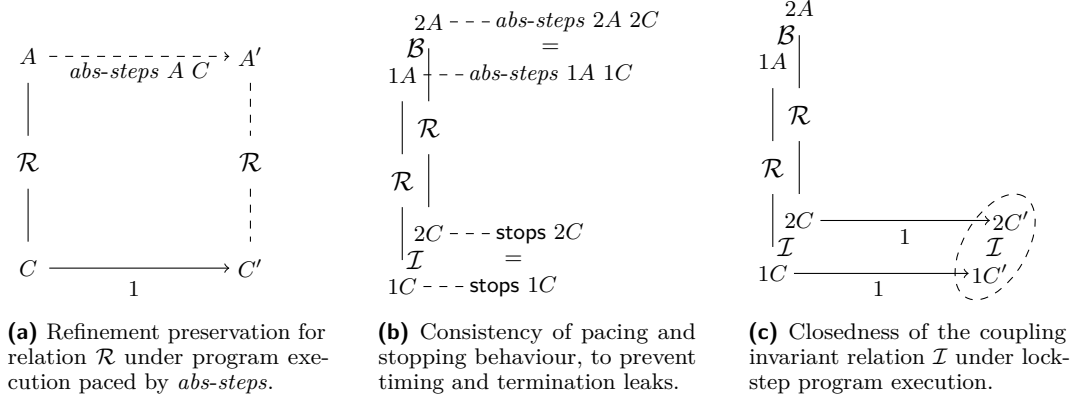 A
A′
abs-steps A C
ℛ
ℛ
C
C′
1
(a) Refinement preservation for
relation ℛ under program exe-
cution paced by abs-steps.
2A
abs-steps 2A 2C
ℬ
=
1A
abs-steps 1A 1C
ℛ
ℛ
2C
stops 2C
ℐ
=
1C
stops 1C
(b) Consistency of pacing and
stopping behaviour, to prevent
timing and termination leaks.
2A
ℬ
1A
ℛ
ℛ
2C
2C′
1
ℐ
ℐ
1C
1C′
1
(c) Closedness of the coupling
invariant relation ℐ under lock-
step program execution.